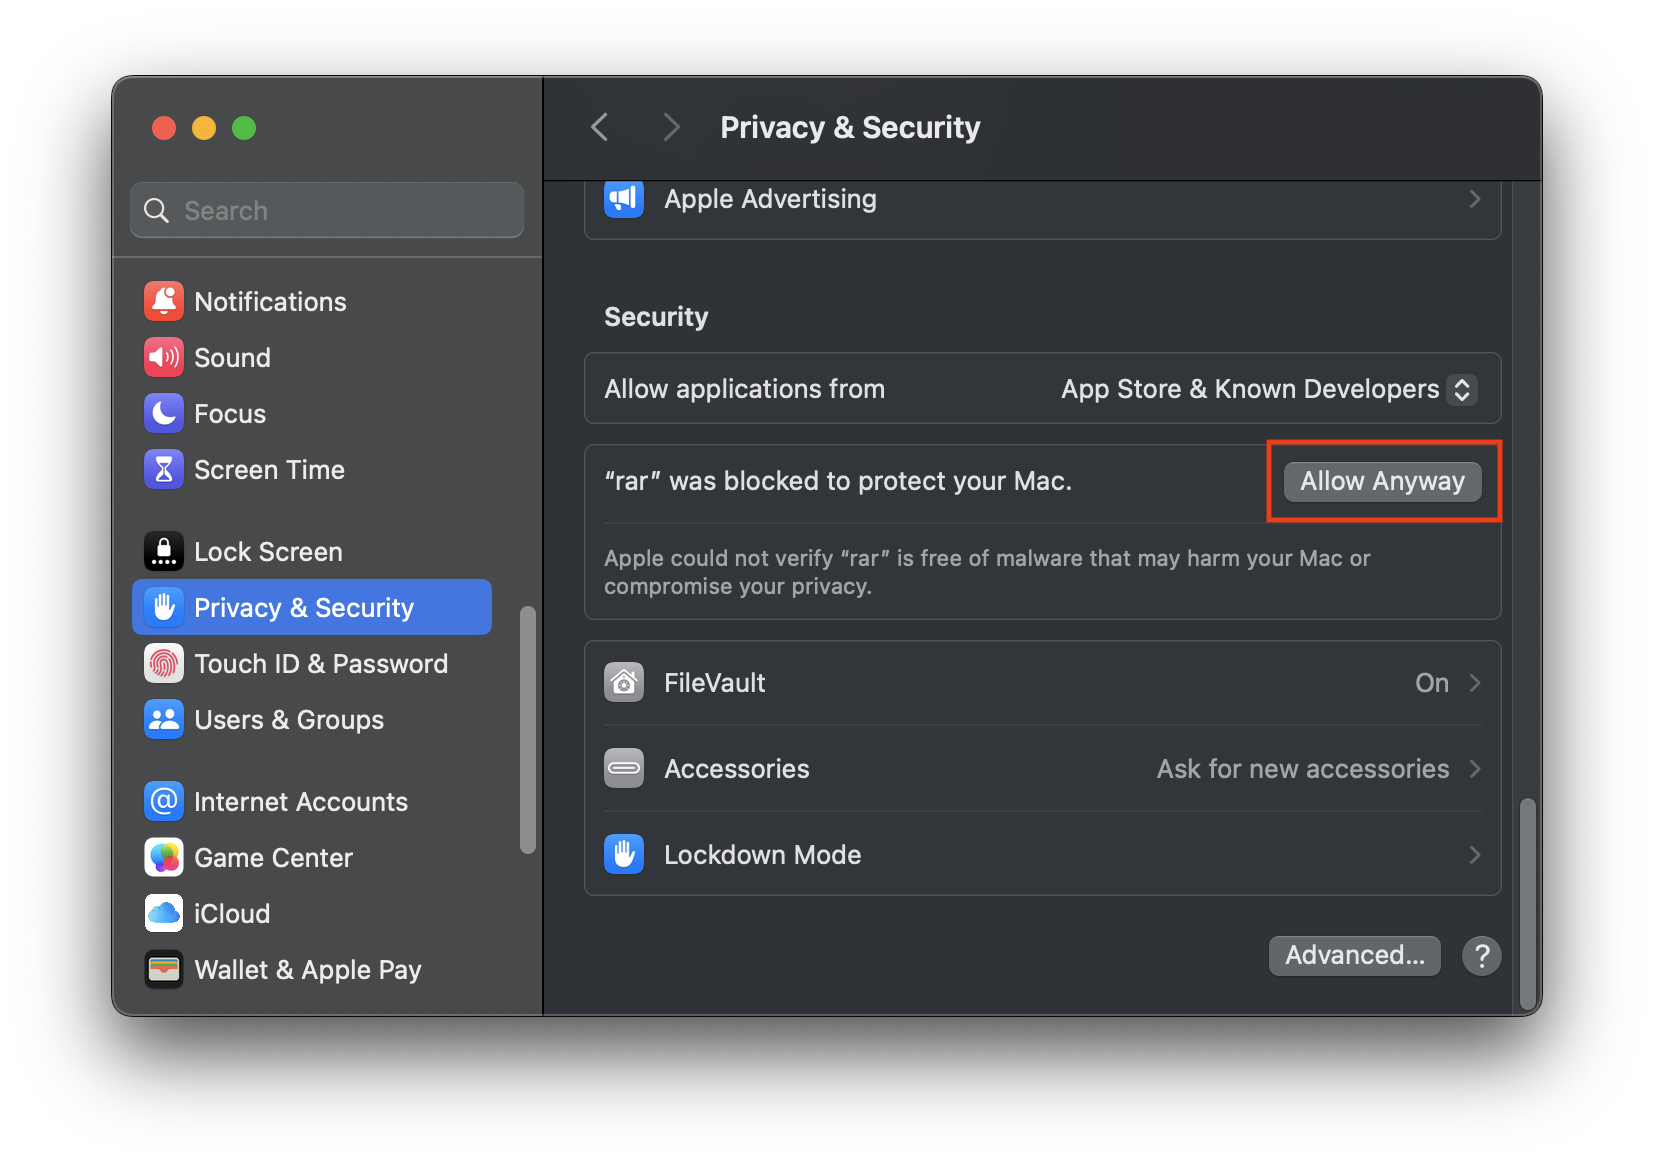 Search
Notifications
Sound
Focus
Screen Time
Lock Screen
Privacy & Security
Touch ID & Password
Users & Groups
Internet Accounts
Game Center
iCloud
Wallet & Apple Pay
Privacy & Security
Apple Advertising
Security
Allow applications from App Store & Known Developers
“rar” was blocked to protect your Mac. Allow Anyway
Apple could not verify “rar” is free of malware that may harm your Mac or
compromise your privacy.
FileVault On
Accessories Ask for new accessories
Lockdown Mode
Advanced... ?